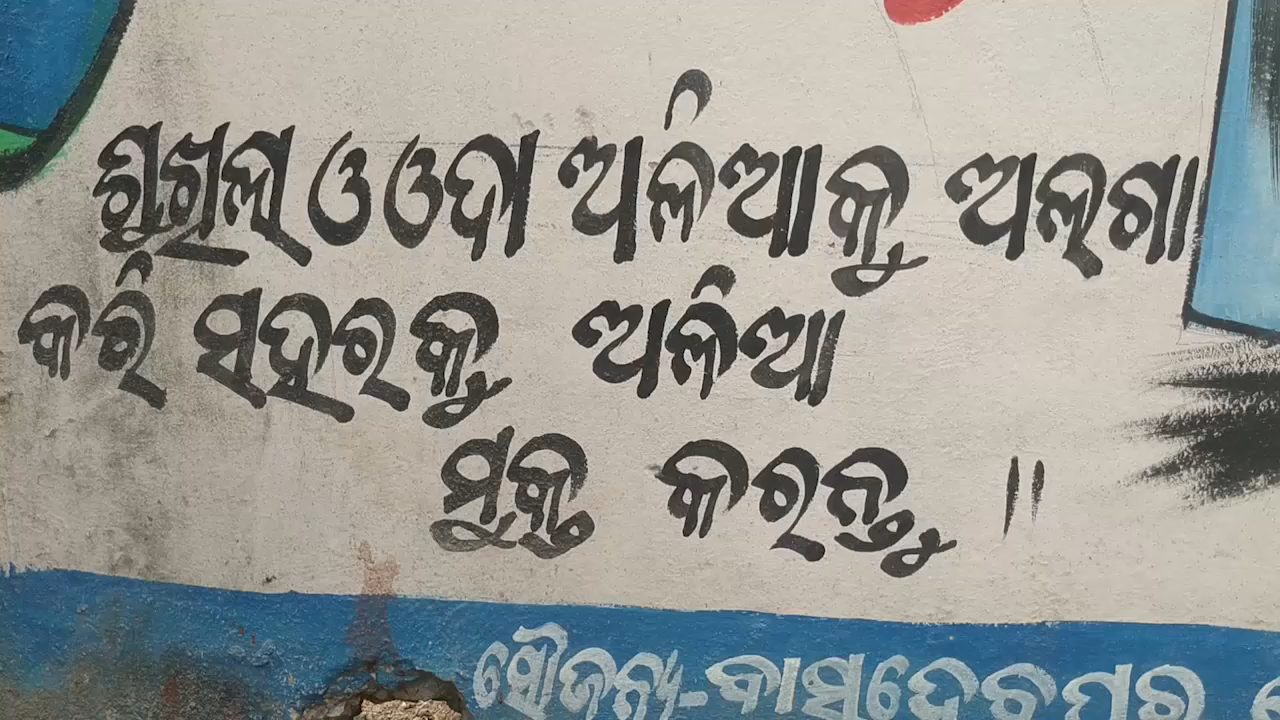 ଶୁଖିଲା ଓ ଓଦା ଅଳିଆକୁ ଅଲଗା
କରି ସହରକୁ ଅଳିଆ
ମୁକ୍ତ କରନ୍ତୁ ॥
ସୌଜନ୍ୟ-ବାସୁଦେବପୁର